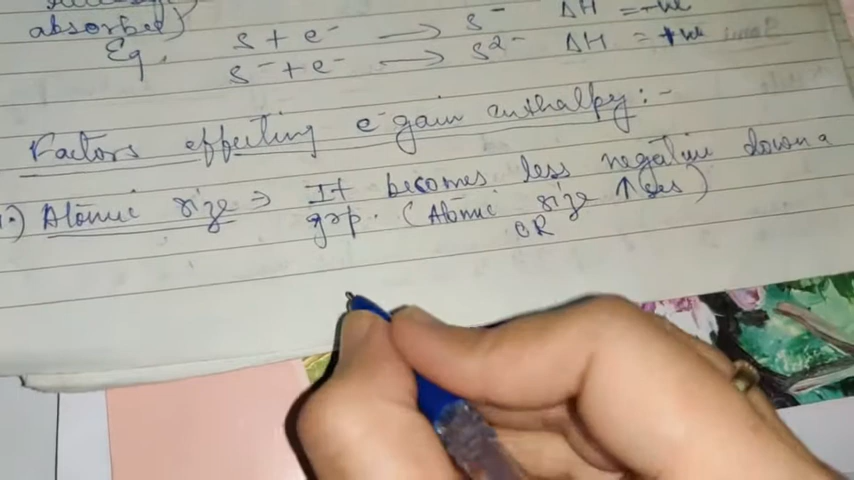 absorbed)
Eg. S + e⁻ ⟶ S⁻ ΔH = -ve
S⁻ + e⁻ ⟶ S²⁻ ΔH = +ve
Factors effecting e⁻gain enthalpy :-
1.) Atomic size ⇒ It becomes less negative down a
grp. (Atomic size ↑ses)
OR